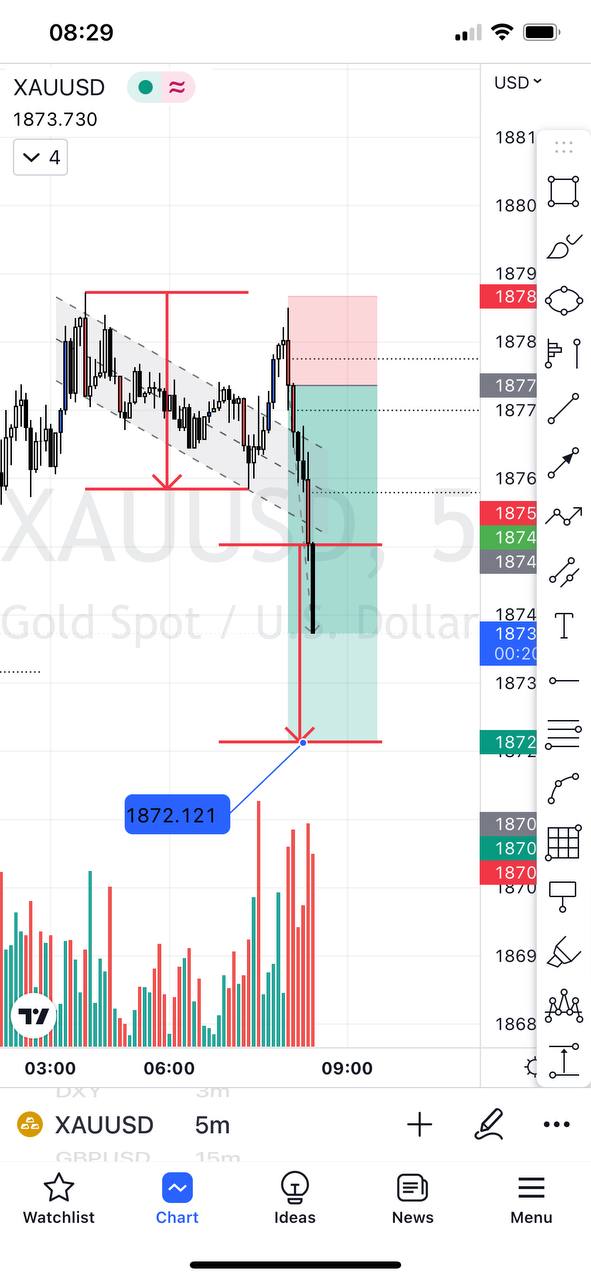 08:29
XAUUSD
USD
1873.730
4
1881
1880
1879
1878
1878
1877
1877
1876
XAUUSD, 5
1875
1874
1874
Gold Spot / U.S. Dollar
1874
1873
00:20
1873
1872
1872.121
1870
1870
1870
1870
1869
1868
03:00 06:00 09:00
DXY 3m
XAUUSD 5m
GBPUSD 15m
Watchlist Chart Ideas News Menu